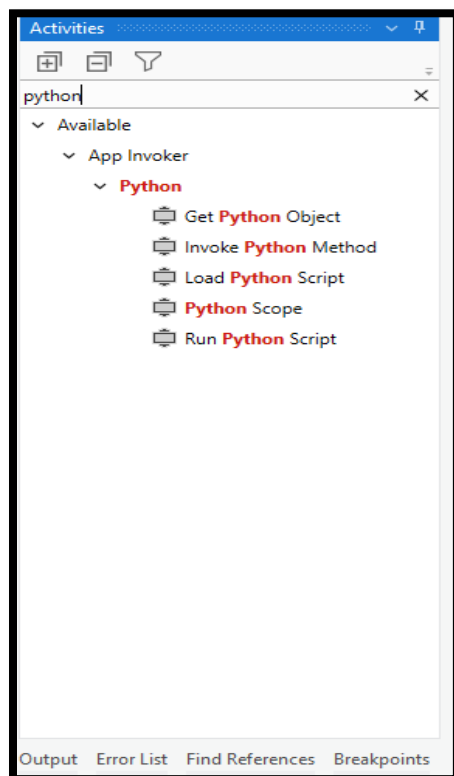 Activities
python
Available
App Invoker
Python
Get Python Object
Invoke Python Method
Load Python Script
Python Scope
Run Python Script
Output Error List Find References Breakpoints